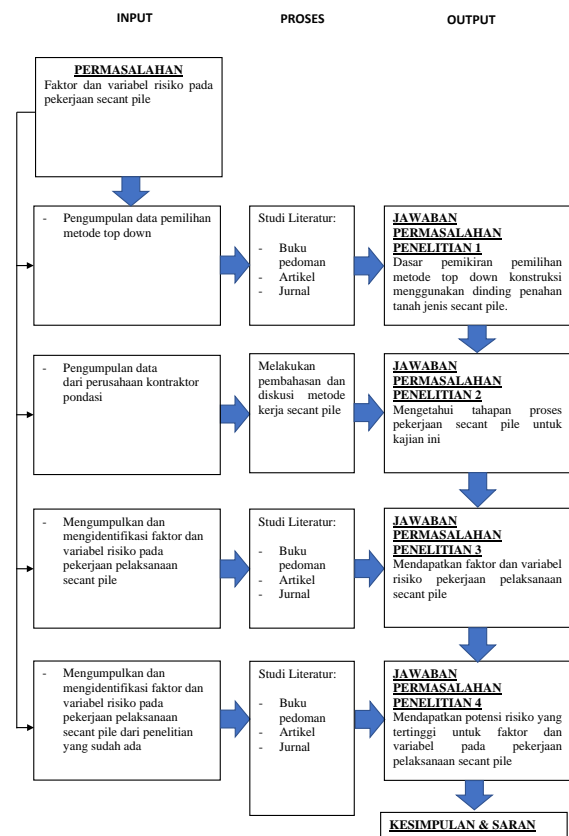 INPUT
PROSES
OUTPUT
PERMASALAHAN
Faktor dan variabel risiko pada
pekerjaan secant pile
- Pengumpulan data pemilihan
metode top down
Studi Literatur:
- Buku
pedoman
- Artikel
- Jurnal
JAWABAN
PERMASALAHAN
PENELITIAN 1
Dasar pemikiran pemilihan
metode top down konstruksi
menggunakan dinding penahan
tanah jenis secant pile.
- Pengumpulan data
dari perusahaan kontraktor
pondasi
Melakukan
pembahasan dan
diskusi metode
kerja secant pile
JAWABAN
PERMASALAHAN
PENELITIAN 2
Mengetahui tahapan proses
pekerjaan secant pile untuk
kajian ini
- Mengumpulkan dan
mengidentifikasi faktor dan
variabel risiko pada
pekerjaan pelaksanaan
secant pile
Studi Literatur:
- Buku
pedoman
- Artikel
- Jurnal
JAWABAN
PERMASALAHAN
PENELITIAN 3
Mendapatkan faktor dan variabel
risiko pekerjaan pelaksanaan
secant pile
- Mengumpulkan dan
mengidentifikasi faktor dan
variabel risiko pada
pekerjaan pelaksanaan
secant pile dari penelitian
yang sudah ada
Studi Literatur:
- Buku
pedoman
- Artikel
- Jurnal
JAWABAN
PERMASALAHAN
PENELITIAN 4
Mendapatkan potensi risiko yang
tertinggi untuk faktor dan
variabel pada pekerjaan
pelaksanaan secant pile
KESIMPULAN & SARAN